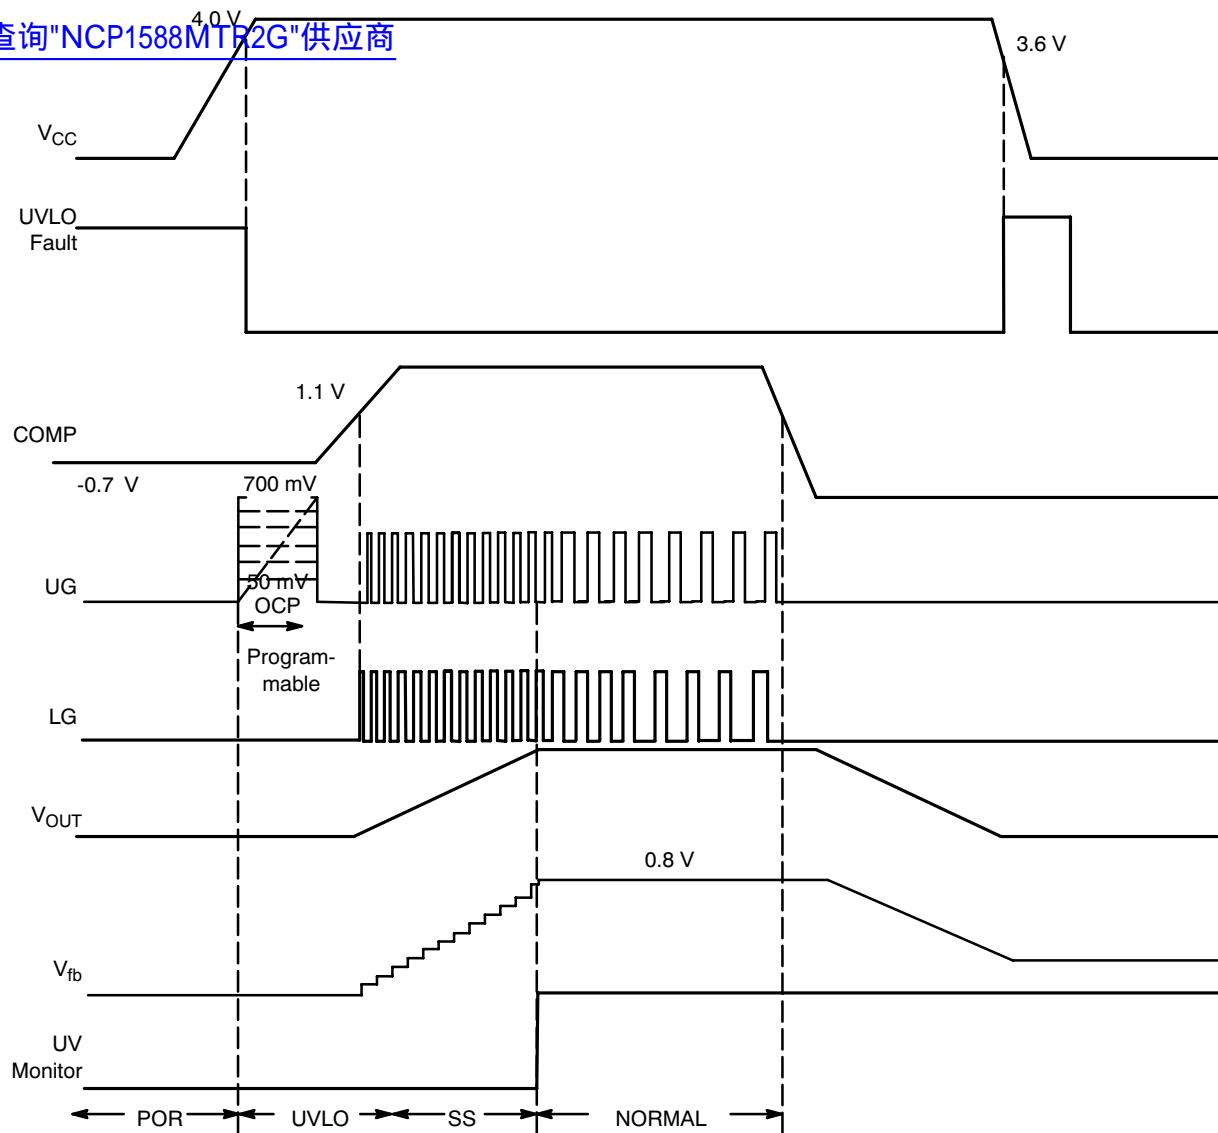 4.0 V
查询"NCP1588MTR2G"供应商
3.6 V
VCC
UVLO
Fault
1.1 V
COMP
-0.7 V
700 mV
50 mV
UG
OCP
Program-
mable
LG
VOUT
0.8 V
Vfb
UV
Monitor
POR
UVLO
SS
NORMAL